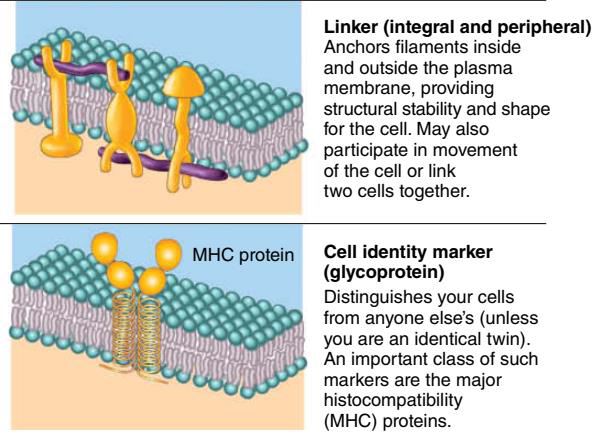 Linker (integral and peripheral)
Anchors filaments inside
and outside the plasma
membrane, providing
structural stability and shape
for the cell. May also
participate in movement
of the cell or link
two cells together.
MHC protein
Cell identity marker
(glycoprotein)
Distinguishes your cells
from anyone else's (unless
you are an identical twin).
An important class of such
markers are the major
histocompatibility
(MHC) proteins.